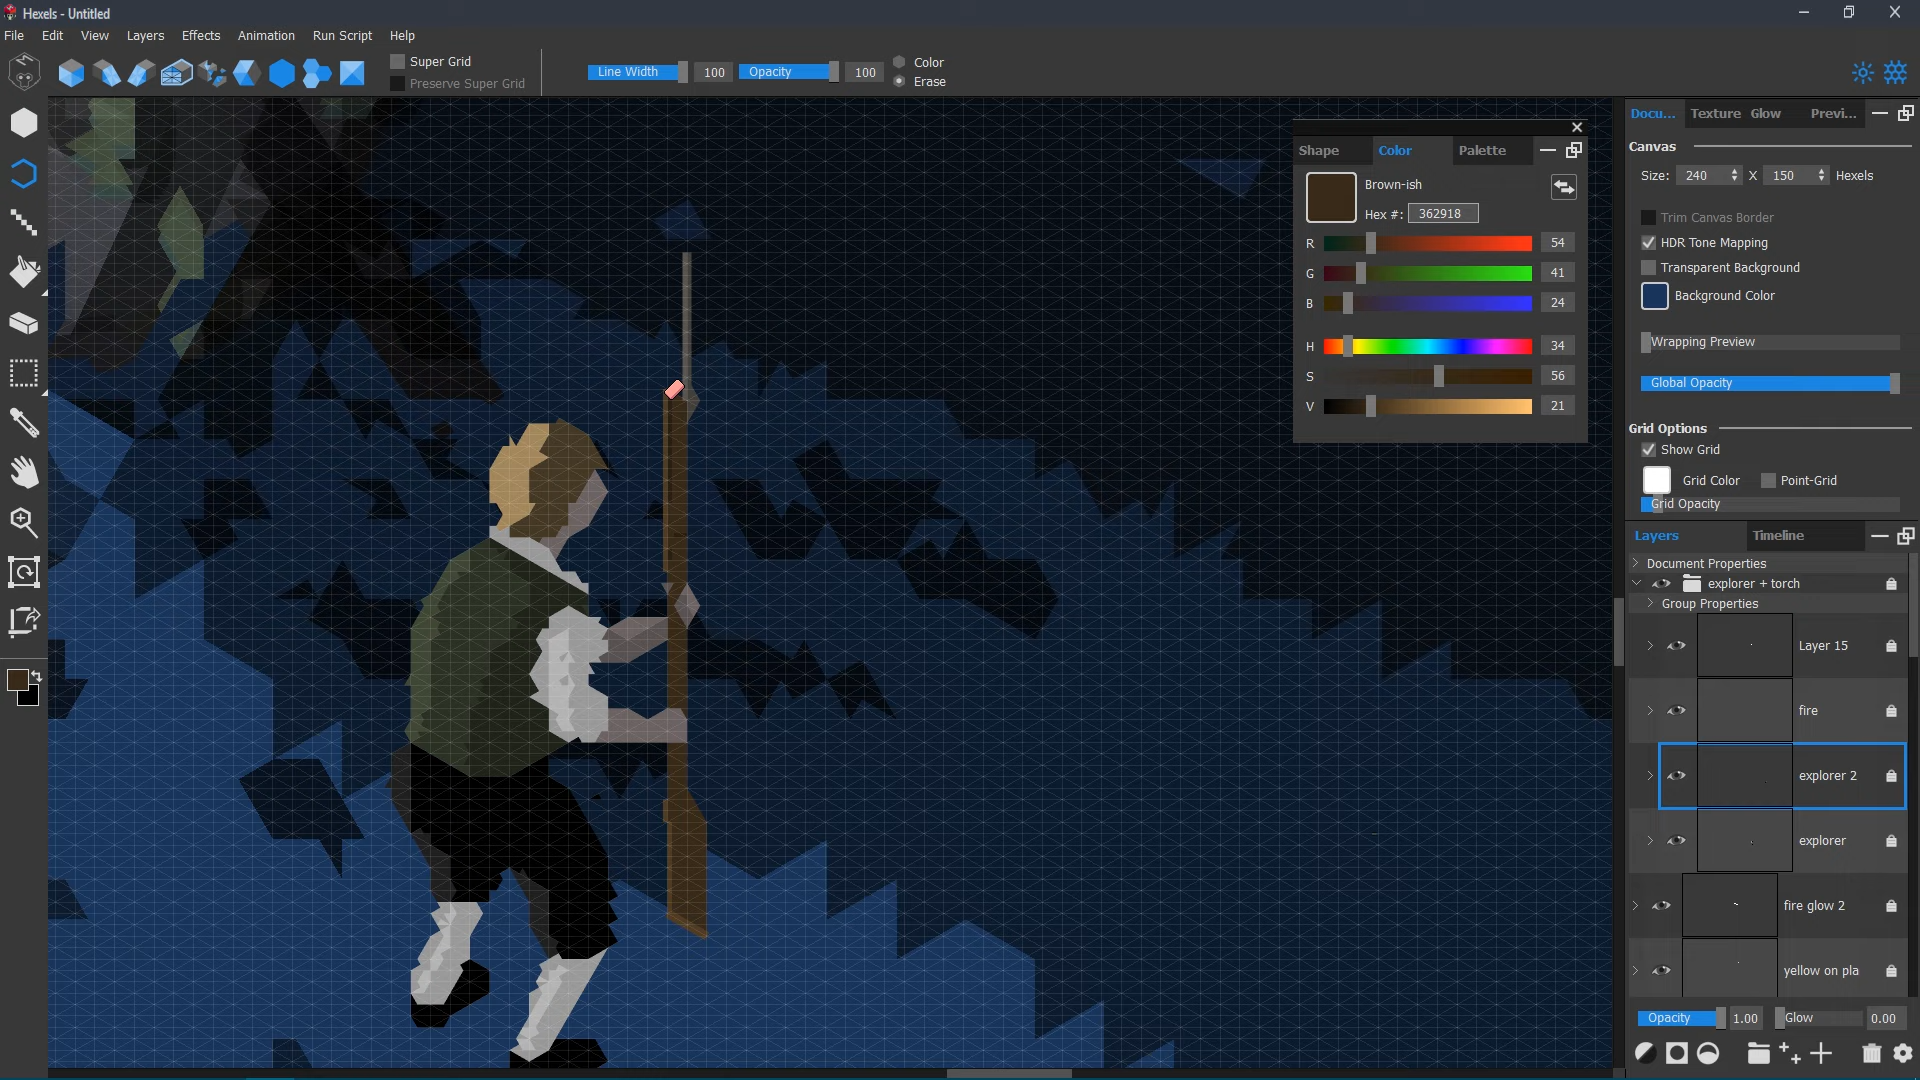 Hexels - Untitled
File Edit View Layers Effects Animation Run Script Help
Super Grid
Preserve Super Grid
Line Width 100 Opacity 100
Color
Erase
Shape Color Palette
Brown-ish
Hex #: 362918
R 54
G 41
B 24
H 34
S 56
V 21
Docu... Texture Glow Previ...
Canvas
Size: 240 X 150 Hexels
Trim Canvas Border
HDR Tone Mapping
Transparent Background
Background Color
Wrapping Preview
Global Opacity
Grid Options
Show Grid
Grid Color Point-Grid
Grid Opacity
Layers Timeline
Document Properties
explorer + torch
Group Properties
Layer 15
fire
explorer 2
explorer
fire glow 2
yellow on pla
Opacity 1.00 Glow 0.00